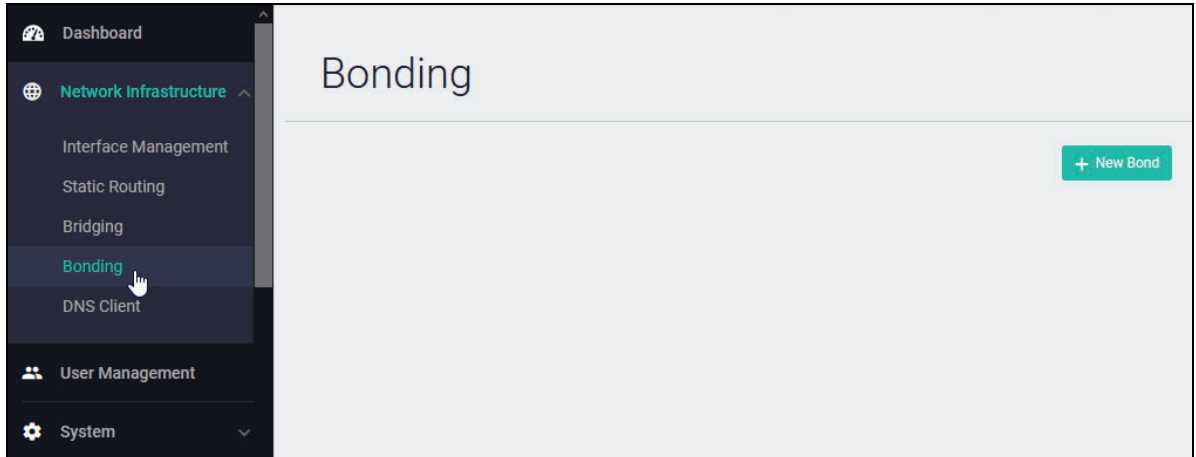 Dashboard
Network Infrastructure
Interface Management
Static Routing
Bridging
Bonding
DNS Client
User Management
System
Bonding
+ New Bond